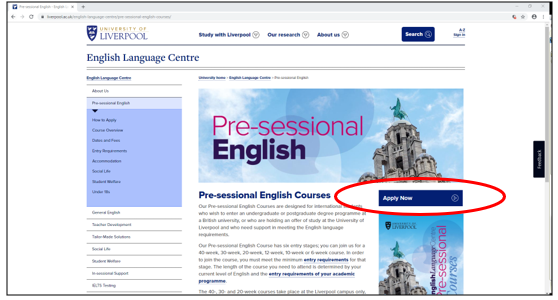 Pre-sessional English - English L
liverpool.ac.uk/english-language-centre/pre-sessional-english-courses/
UNIVERSITY OF
LIVERPOOL
Study with Liverpool
Our research
About us
Search
A-Z
Sign in
English Language Centre
English Language Centre
About Us
Pre-sessional English
How to Apply
Course Overview
Dates and Fees
Entry Requirements
Accommodation
Social Life
Student Welfare
Under 18s
General English
Teacher Development
Tailor-Made Solutions
Social Life
Student Welfare
In-sessional Support
IELTS Testing
University home > English Language Centre > Pre-sessional English
Pre-sessional
English
Pre-sessional English Courses
Our Pre-sessional English Courses are designed for international students
who wish to enter an undergraduate or postgraduate degree programme at
a British university, or who are holding an offer of study at the University of
Liverpool and who need support in meeting the English language
requirements.
Our Pre-sessional English Course has six entry stages; you can join us for a
40-week, 30-week, 20-week, 12-week, 10-week or 6-week course. In order
to join the course, you must meet the minimum entry requirements for that
stage. The length of the course you need to attend is determined by your
current level of English and the entry requirements of your academic
programme.
The 40-, 30- and 20-week courses take place at the Liverpool campus only,
Apply Now
UNIVERSITY OF
LIVERPOOL
English Language Centre
Pre-sessional
Courses
Feedback